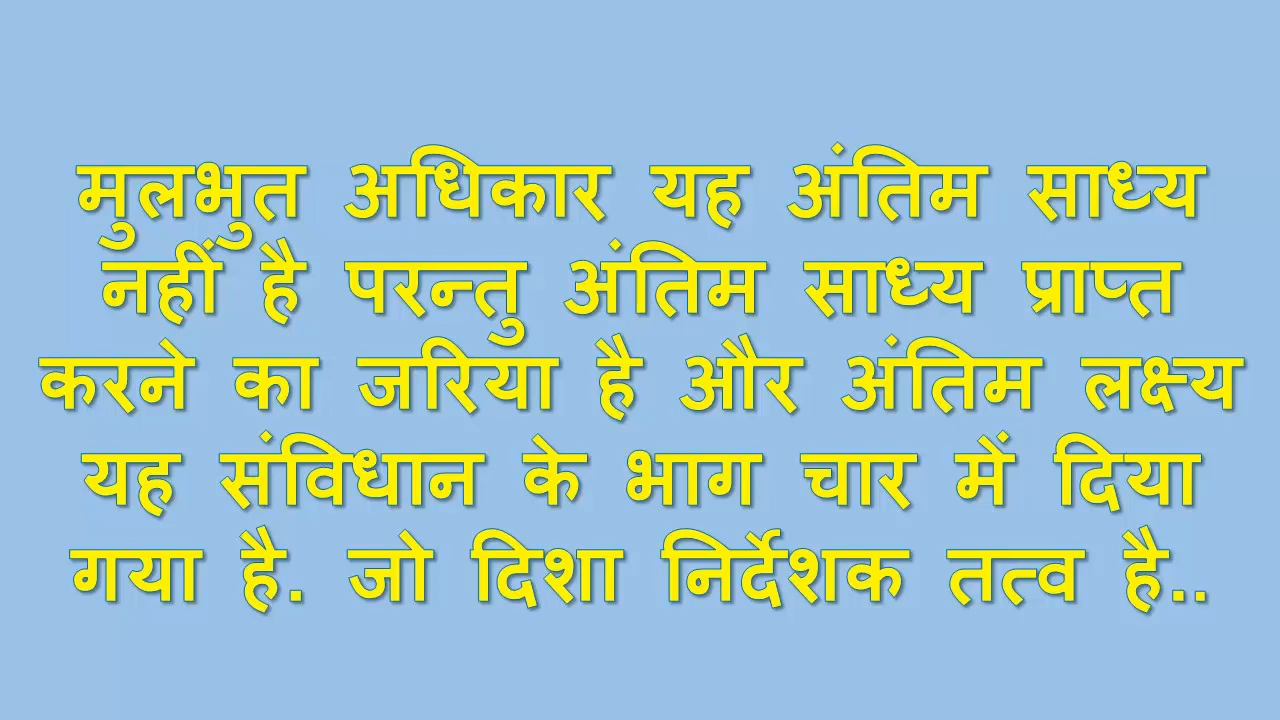 मुलभुत अधिकार यह अंतिम साध्य
नहीं है परन्तु अंतिम साध्य प्राप्त
करने का जरिया है और अंतिम लक्ष्य
यह संविधान के भाग चार में दिया
गया है. जो दिशा निर्देशक तत्व है..